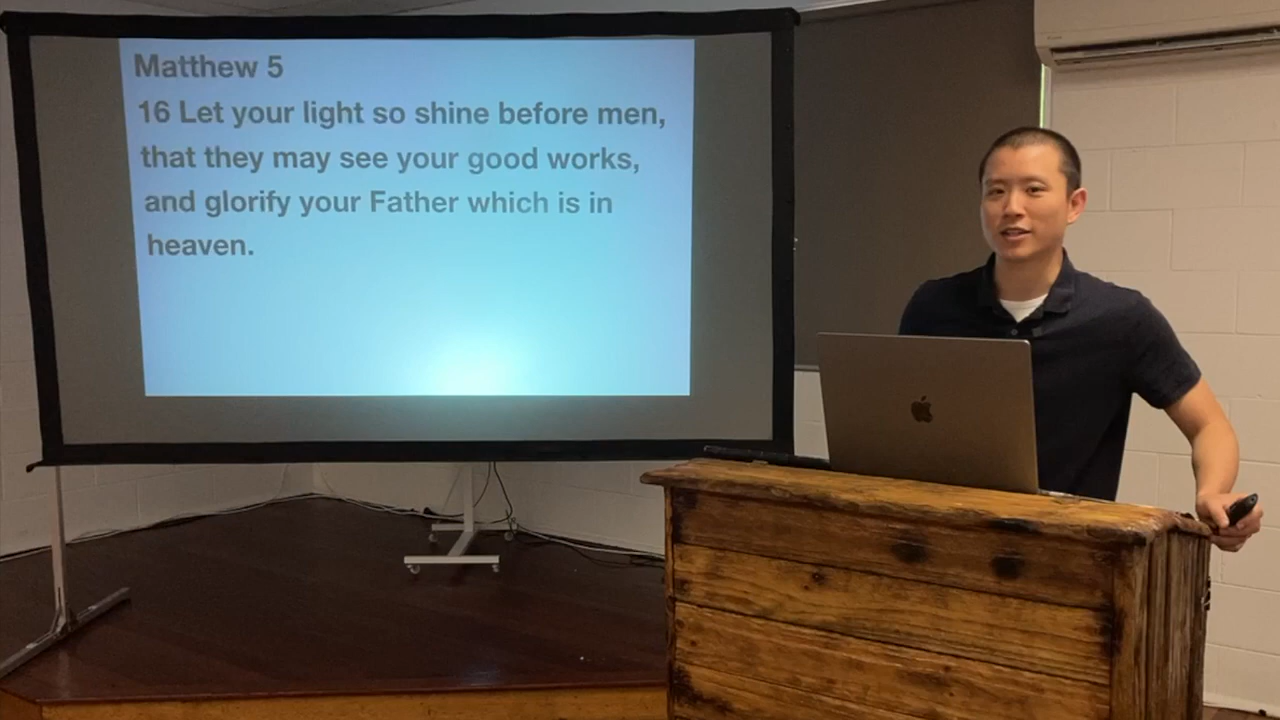 Matthew 5
16 Let your light so shine before men,
that they may see your good works,
and glorify your Father which is in
heaven.